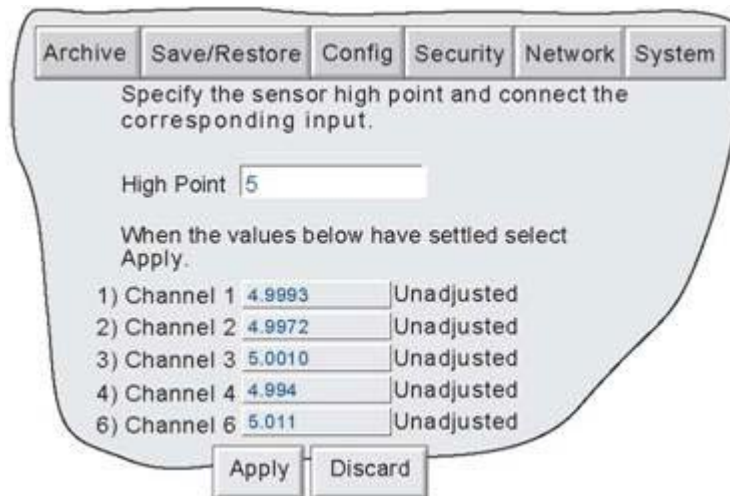 Archive Save/Restore Config Security Network System
Specify the sensor high point and connect the
corresponding input.
High Point 5
When the values below have settled select
Apply.
1) Channel 1 4.9993 Unadjusted
2) Channel 2 4.9972 Unadjusted
3) Channel 3 5.0010 Unadjusted
4) Channel 4 4.994 Unadjusted
6) Channel 6 5.011 Unadjusted
Apply Discard